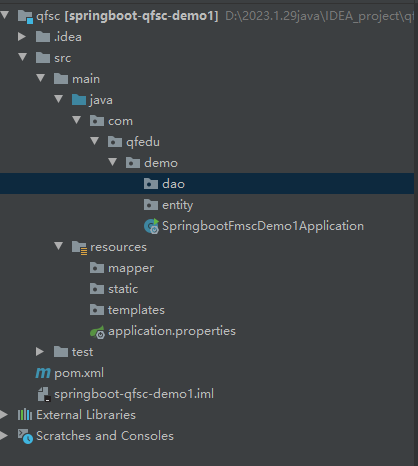 qfsc [springboot-qfsc-demo1] D:\2023.1.29java\IDEA_project\q
.idea
src
main
java
com
qfedu
demo
dao
entity
SpringbootFmscDemo1Application
resources
mapper
static
templates
application.properties
test
pom.xml
springboot-qfsc-demo1.iml
External Libraries
Scratches and Consoles